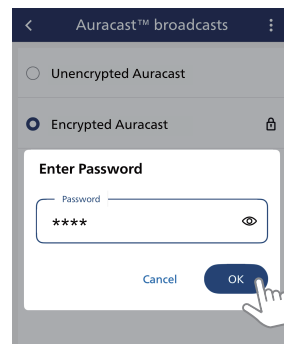 Auracast™ broadcasts
Unencrypted Auracast
Encrypted Auracast
Enter Password
Password
****
Cancel OK